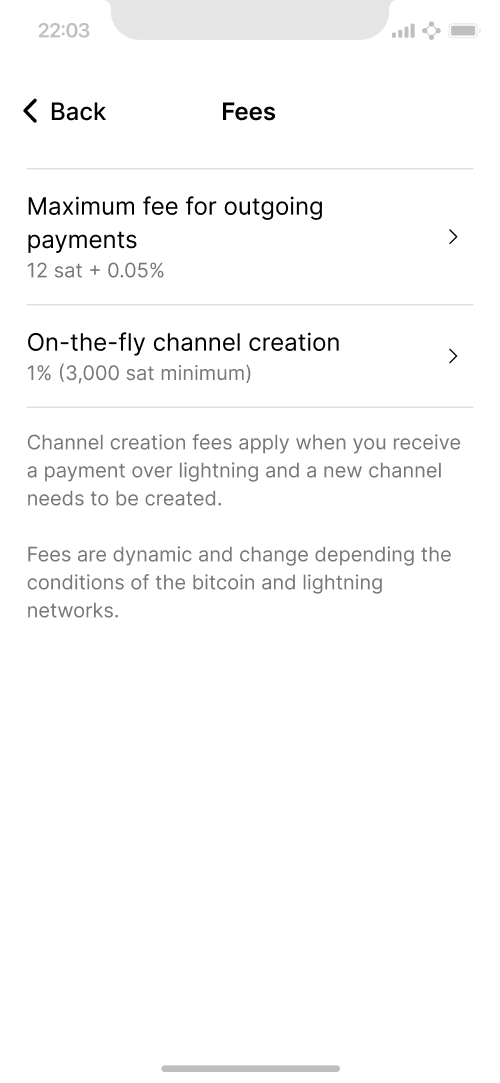 22:03
Back
Fees
Maximum fee for outgoing
payments
12 sat + 0.05%
On-the-fly channel creation
1% (3,000 sat minimum)
Channel creation fees apply when you receive
a payment over lightning and a new channel
needs to be created.
Fees are dynamic and change depending the
conditions of the bitcoin and lightning
networks.